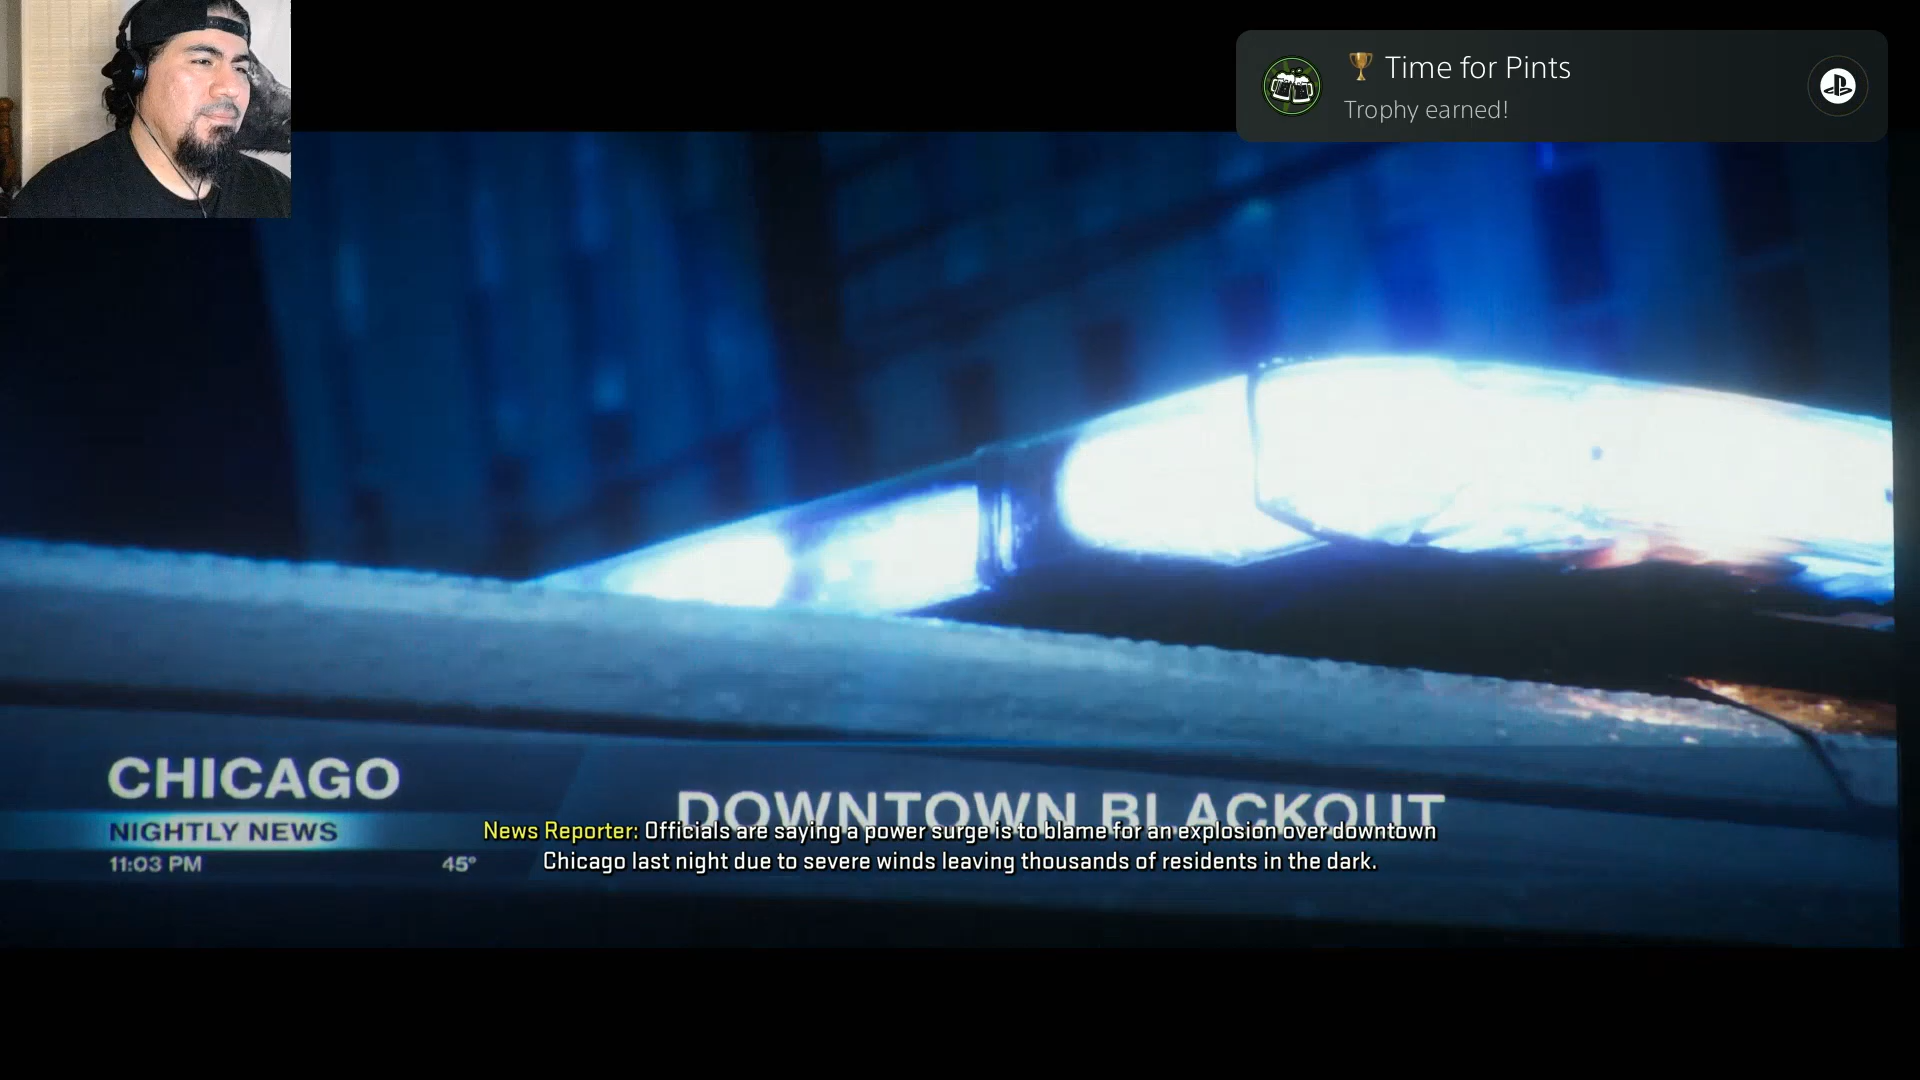 Time for Pints
Trophy earned!
CHICAGO
DOWNTOWN BLACKOUT
NIGHTLY NEWS
News Reporter: Officials are saying a power surge is to blame for an explosion over downtown
Chicago last night due to severe winds leaving thousands of residents in the dark.
11:03 PM 45°